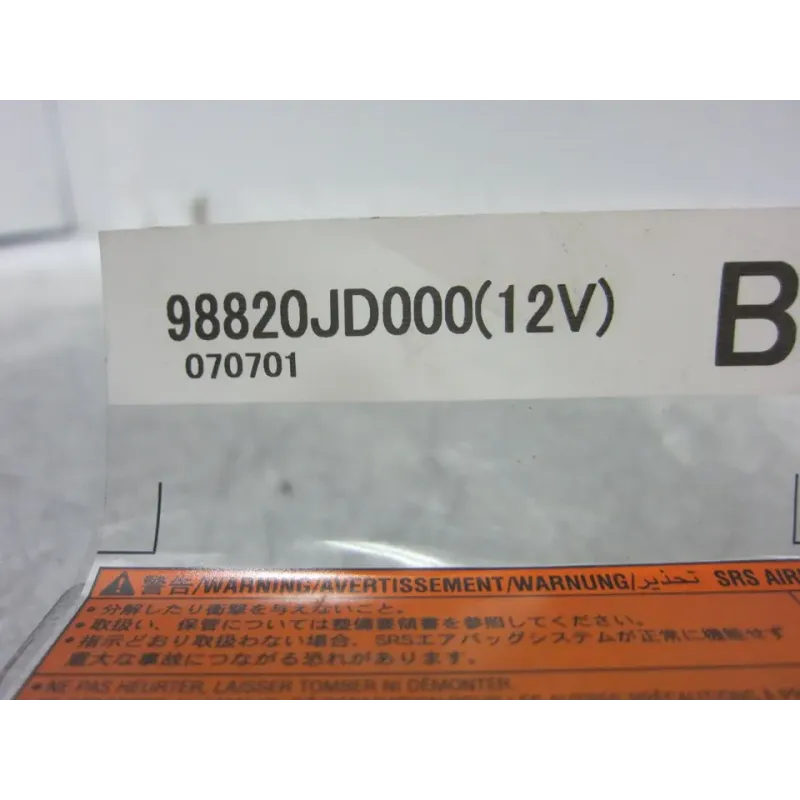 98820JD000(12V)
070701
B
警告/WARNING/AVERTISSEMENT/WARNUNG/تحذير SRS AIRB
•分解したり衝撃を与えないこと。
•取扱い、保管については整備要領書を参照してください。
•指示どおり取扱わない場合、SRSエアバッグシステムが正常に機能せず
重大な事故につながる恐れがあります。
•NE PAS HEURTER, LAISSER TOMBER NI DÉMONTER.